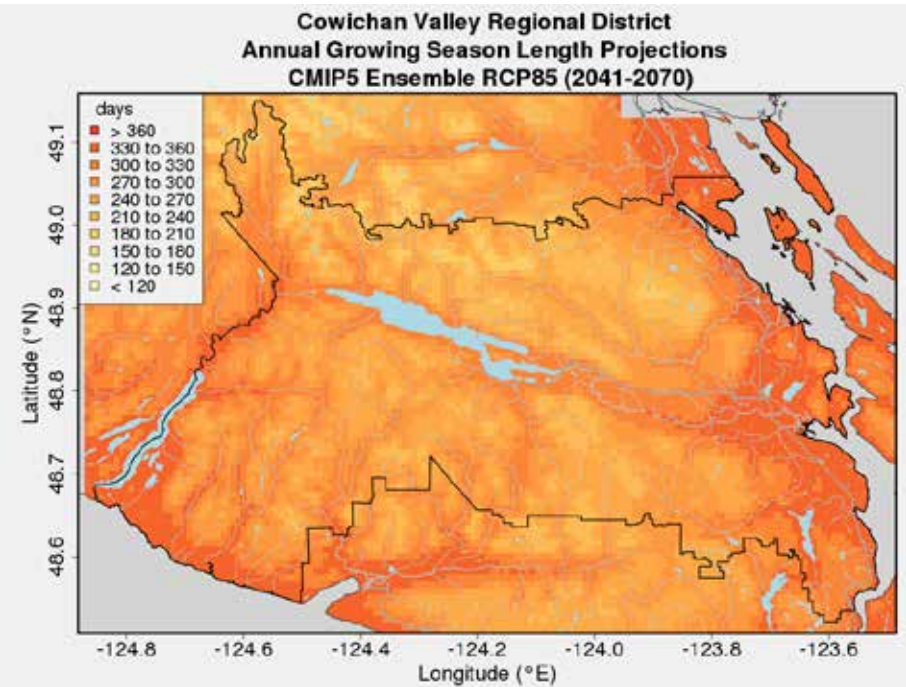 Cowichan Valley Regional District
Annual Growing Season Length Projections
CMIP5 Ensemble RCP85 (2041-2070)
days
> 360
330 to 360
300 to 330
270 to 300
240 to 270
210 to 240
180 to 210
150 to 180
120 to 150
< 120
Latitude (°N)
49.1
49.0
48.9
48.8
48.7
48.6
-124.8
-124.6
-124.4
-124.2
-124.0
-123.8
-123.6
Longitude (°E)